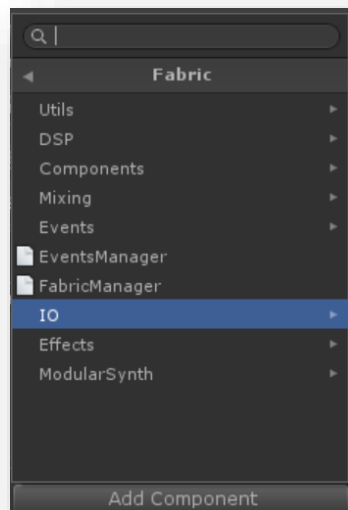 Fabric
Utils
DSP
Components
Mixing
Events
EventsManager
FabricManager
IO
Effects
ModularSynth
Add Component